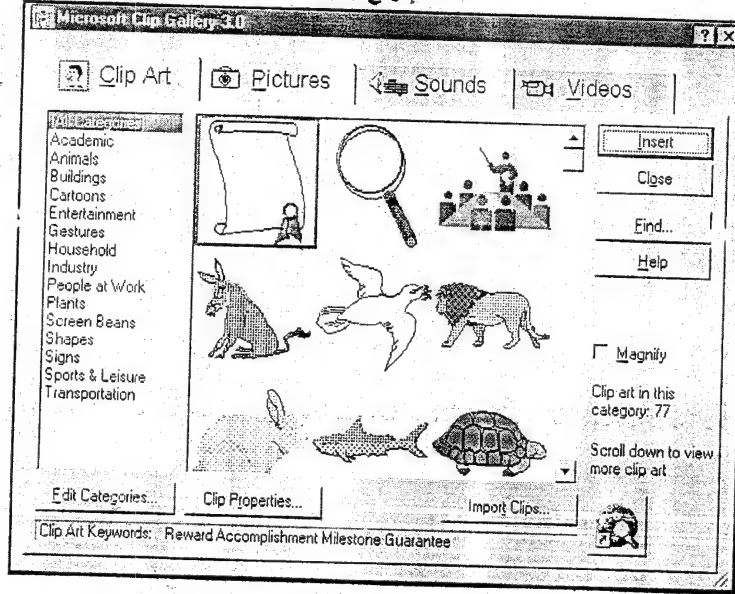 Microsoft Clip Gallery 3.0
Clip Art
Pictures
Sounds
Videos
[All Categories]
Academic
Animals
Buildings
Cartoons
Entertainment
Gestures
Household
Industry
People at Work
Plants
Screen Beans
Shapes
Signs
Sports & Leisure
Transportation
Insert
Close
Find...
Help
Magnify
Clip art in this
category: 77
Scroll down to view
more clip art
Edit Categories...
Clip Properties...
Import Clips...
Clip Art Keywords: Reward Accomplishment Milestone Guarantee